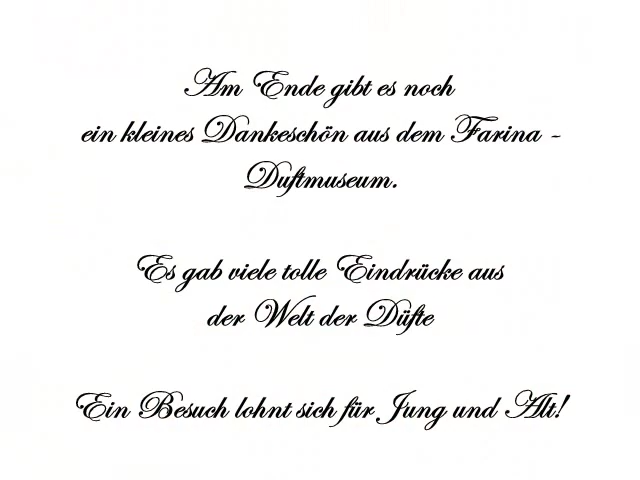 Am Ende gibt es noch
ein kleines Dankeschön aus dem Farina -
Duftmuseum.
Es gab viele tolle Eindrücke aus
der Welt der Düfte
Ein Besuch lohnt sich für Jung und Alt!